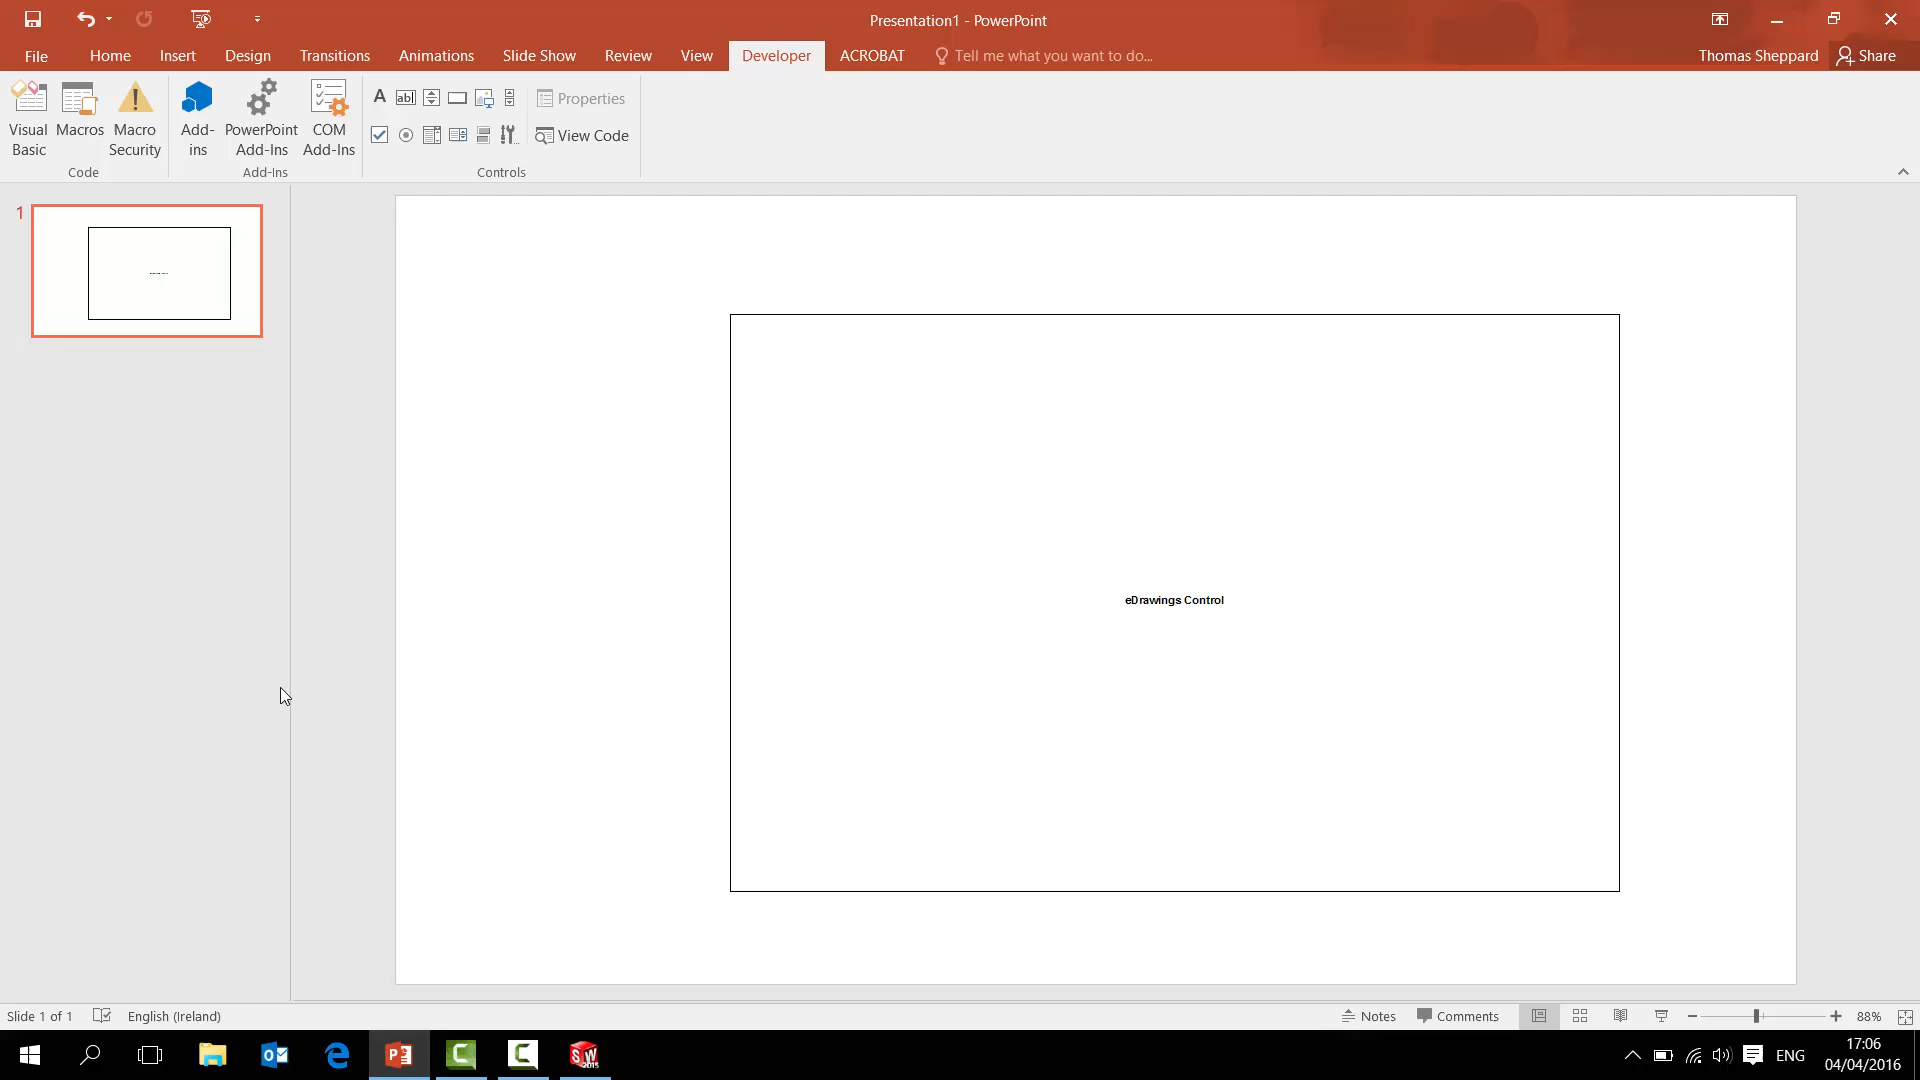 Presentation1 - PowerPoint
File Home Insert Design Transitions Animations Slide Show Review View Developer ACROBAT Tell me what you want to do... Thomas Sheppard Share
Visual Basic
Macros
Macro Security
Code
Add-ins
PowerPoint Add-Ins
COM Add-Ins
Add-Ins
A ab|
Properties
View Code
Controls
1
eDrawings Control
Slide 1 of 1 English (Ireland) Notes Comments 88%
ENG
17:06
04/04/2016